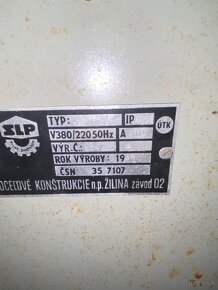 SLP
TYP: IP
V380/220 50Hz A
VÝR.Č.:
ROK VÝROBY: 19
ČSN 35 7107
OCEĽOVÉ KONŠTRUKCIE n.p. ŽILINA závod 02
ÚTK